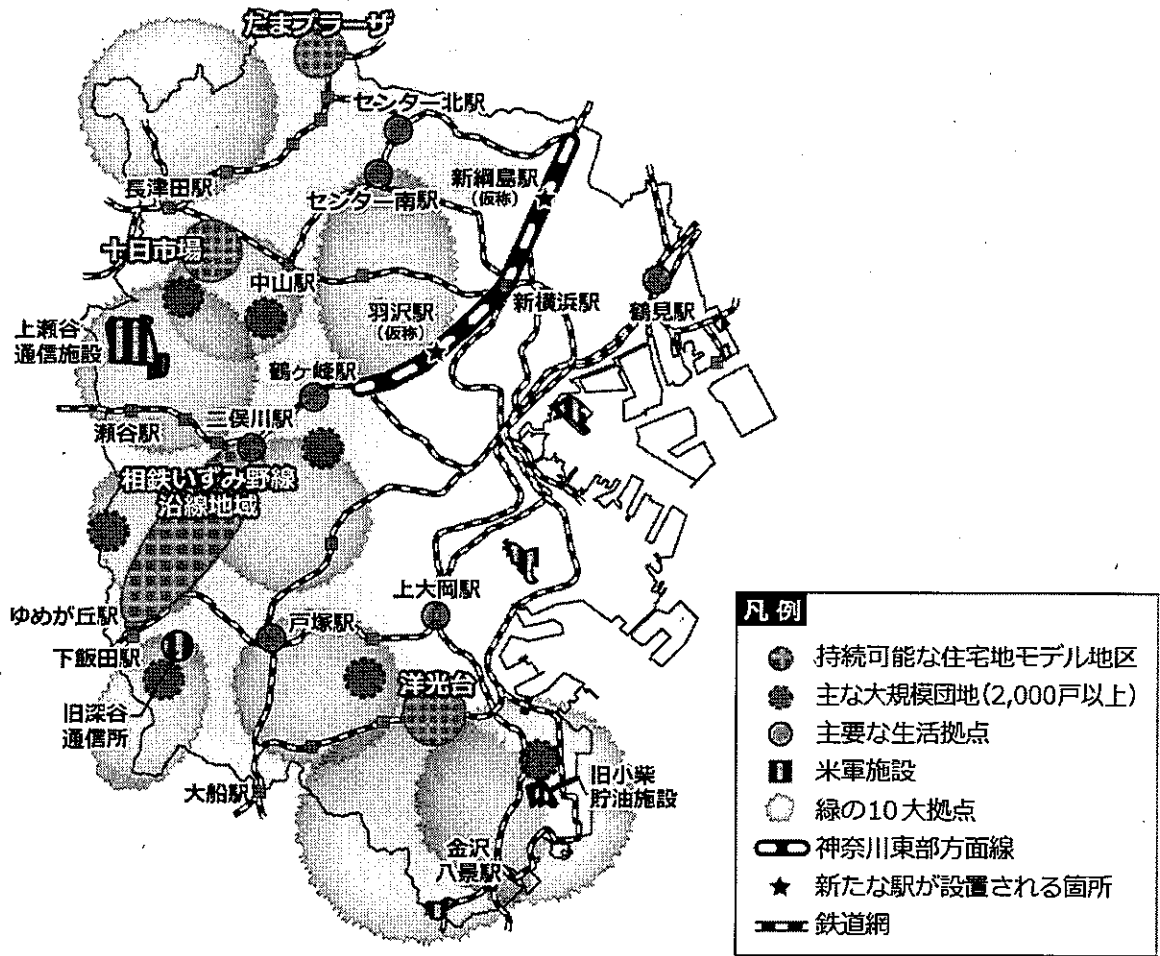 たまプラーザ
センター北駅
新綱島駅
(仮称)
長津田駅
センター南駅
十日市場
中山駅
羽沢駅
(仮称)
新横浜駅
鶴見駅
上瀬谷
通信施設
鶴ヶ峰駅
瀬谷駅
三俣川駅
相鉄いずみ野線
沿線地域
上大岡駅
ゆめが丘駅
戸塚駅
下飯田駅
洋光台
旧深谷
通信所
大船駅
旧小柴
貯油施設
金沢
八景駅
凡例
持続可能な住宅地モデル地区
主な大規模団地(2,000戸以上)
主要な生活拠点
米軍施設
緑の10大拠点
神奈川東部方面線
新たな駅が設置される箇所
鉄道網